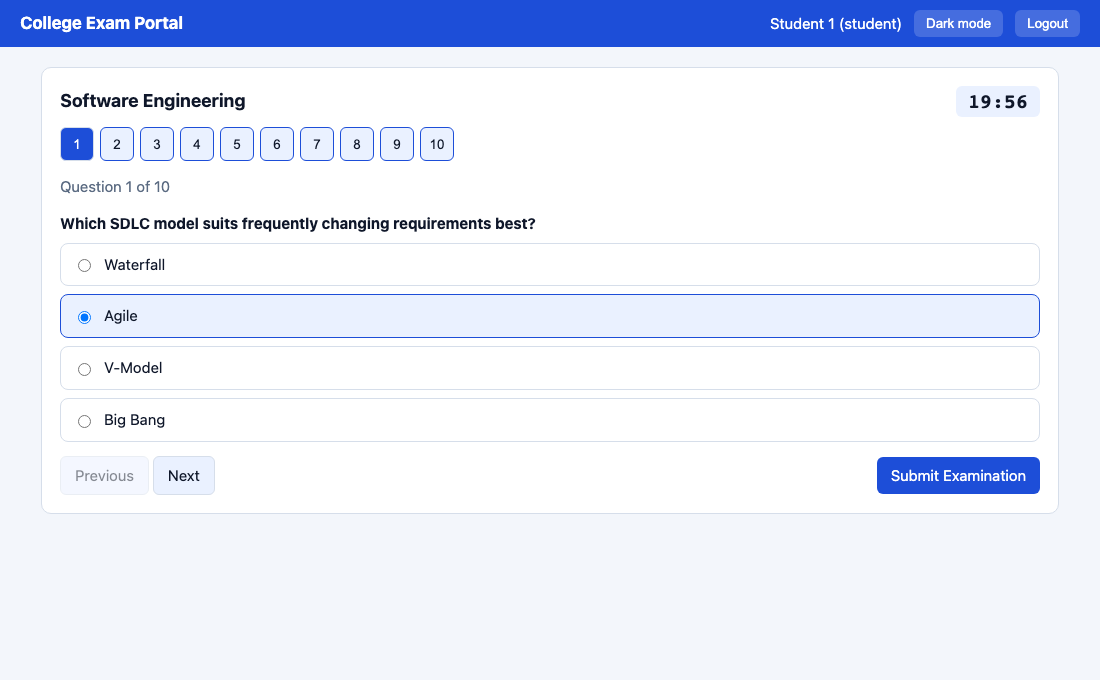 College Exam Portal
Student 1 (student)
Dark mode
Logout
Software Engineering
19:56
1 2 3 4 5 6 7 8 9 10
Question 1 of 10
Which SDLC model suits frequently changing requirements best?
Waterfall
Agile
V-Model
Big Bang
Previous
Next
Submit Examination